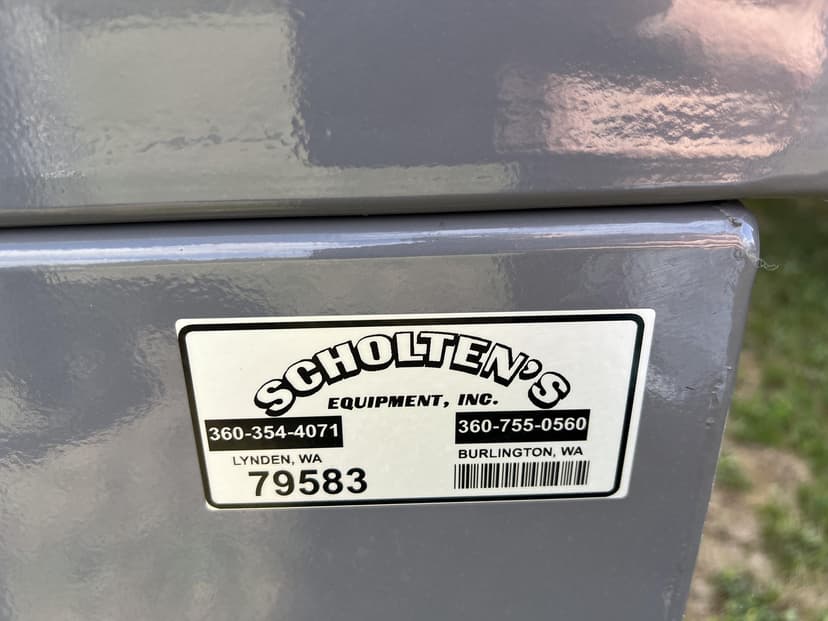 SCHOLTEN'S
EQUIPMENT, INC.
360-354-4071 360-755-0560
LYNDEN, WA BURLINGTON, WA
79583